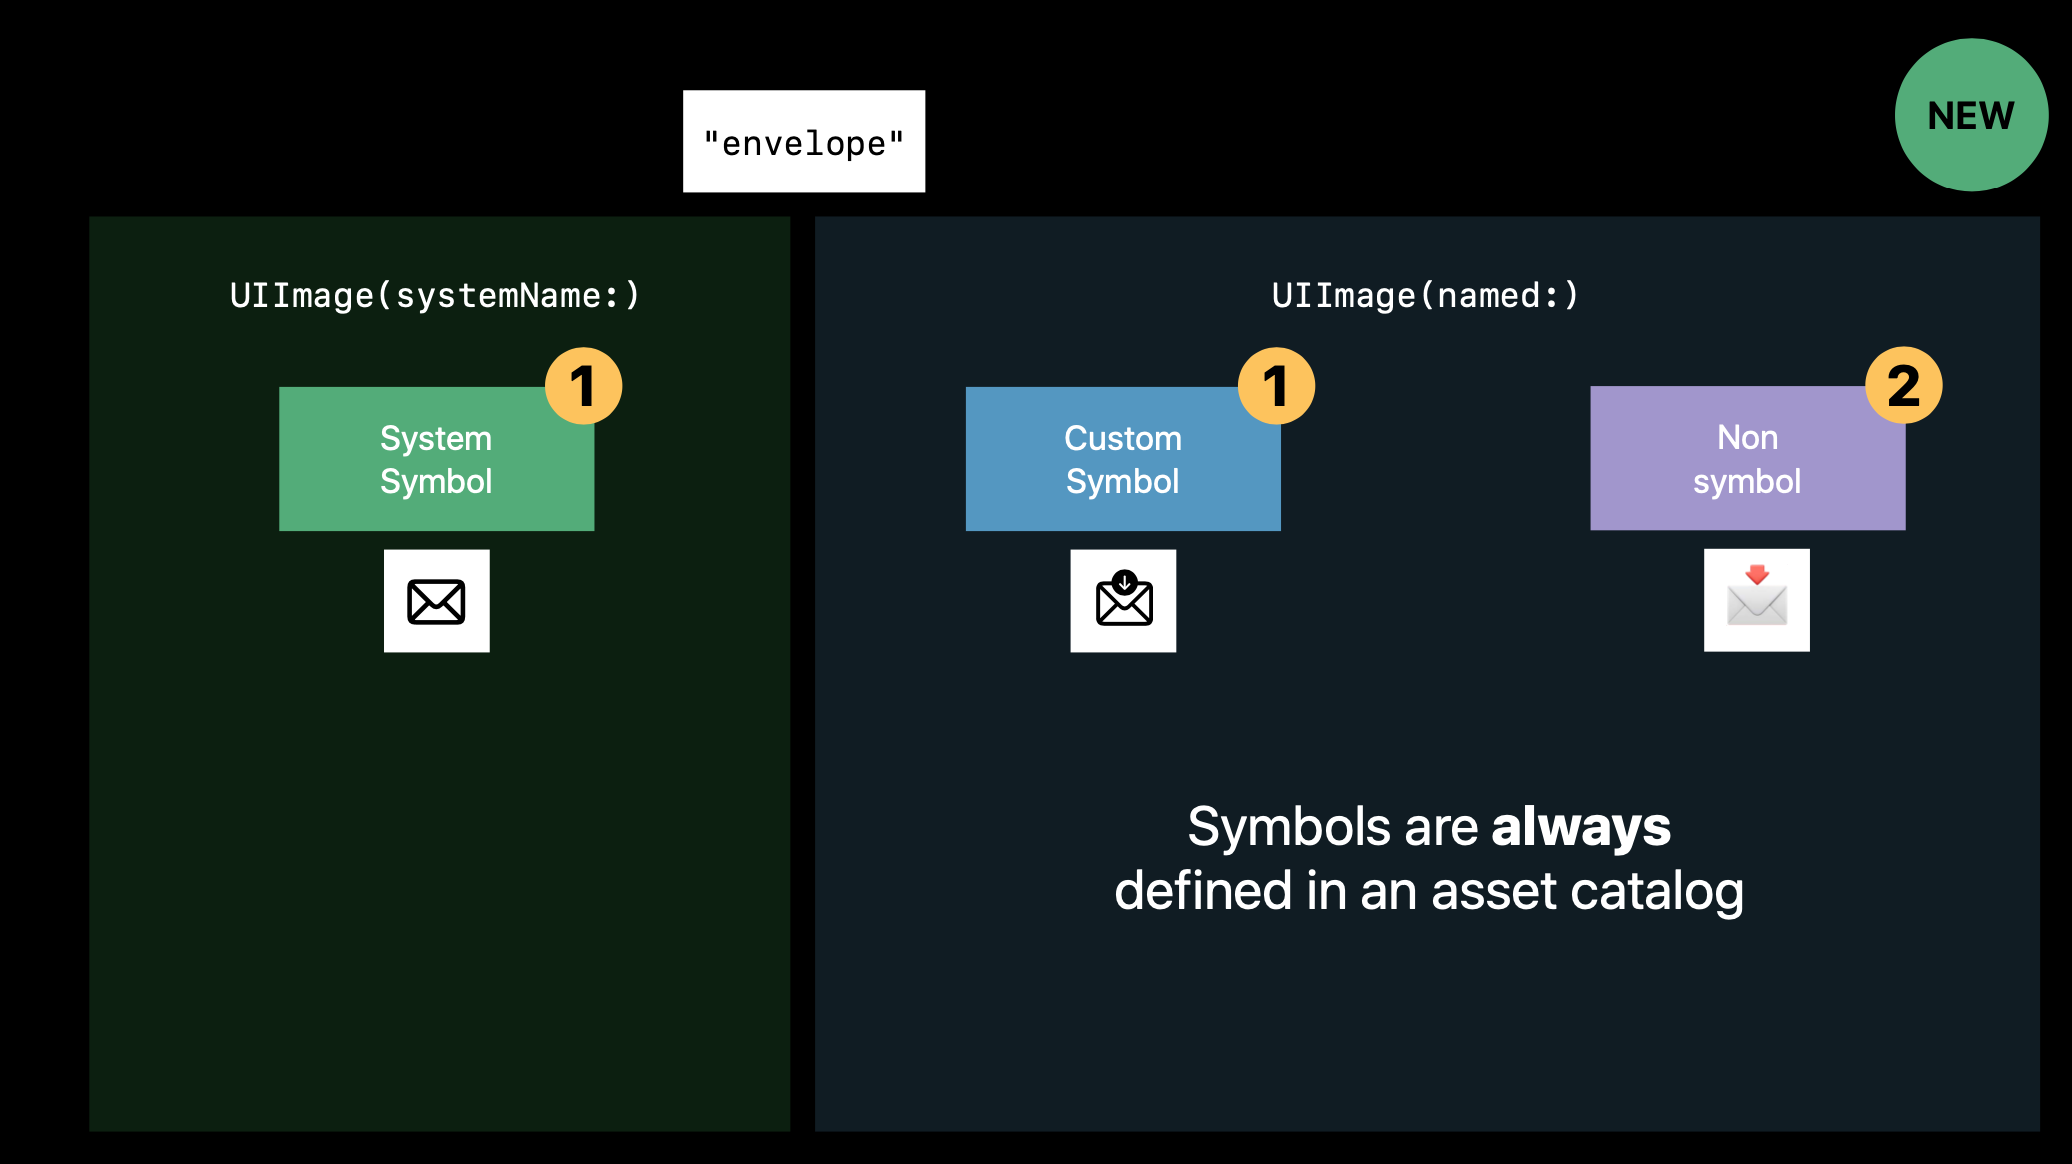 NEW
"envelope"
UIImage(systemName:)
1
System
Symbol
UIImage(named:)
1
Custom
Symbol
2
Non
symbol
Symbols are always
defined in an asset catalog